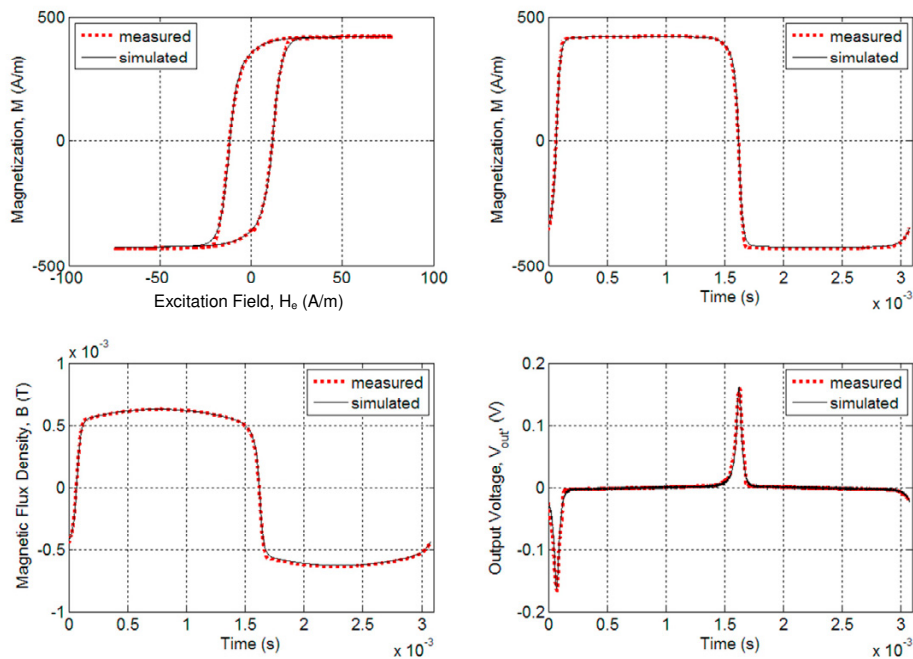 500
0
-500
Magnetization, M (A/m)
-100
-50
0
50
100
Excitation Field, Hₑ (A/m)
measured
simulated
500
0
-500
Magnetization, M (A/m)
0
0.5
1
1.5
2
2.5
3
Time (s)
x 10⁻³
measured
simulated
x 10⁻³
1
0.5
0
-0.5
-1
Magnetic Flux Density, B (T)
0
0.5
1
1.5
2
2.5
3
Time (s)
x 10⁻³
measured
simulated
0.2
0.1
0
-0.1
-0.2
Output Voltage, Vout, (V)
0
0.5
1
1.5
2
2.5
3
Time (s)
x 10⁻³
measured
simulated